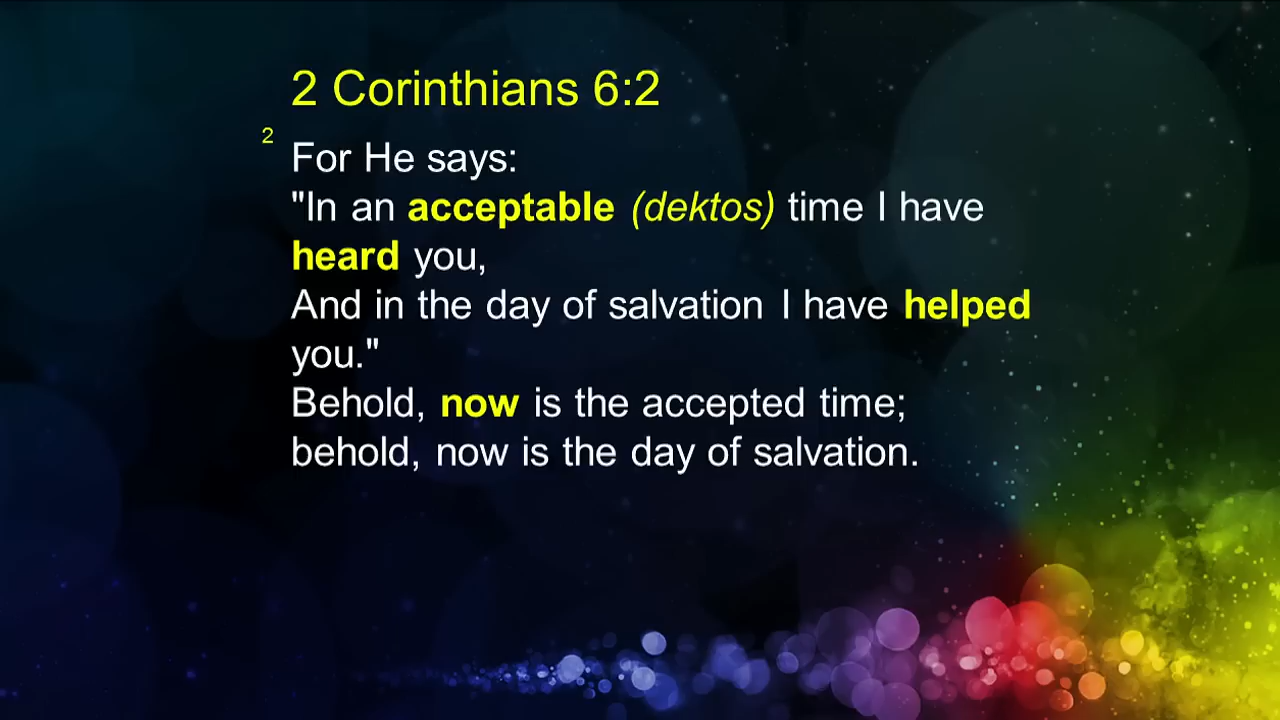 2 Corinthians 6:2
2 For He says:
"In an acceptable (dektos) time I have
heard you,
And in the day of salvation I have helped
you."
Behold, now is the accepted time;
behold, now is the day of salvation.